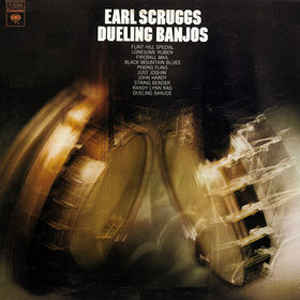 EARL SCRUGGS
DUELING BANJOS
FLINT HILL SPECIAL
LONESOME RUBEN
FIREBALL MAIL
BLACK MOUNTAIN BLUES
PEDRO FLING
JUST JOSHIN'
JOHN HARDY
STRING BENDER
RANDY LYNN RAG
DUELING BANJOS